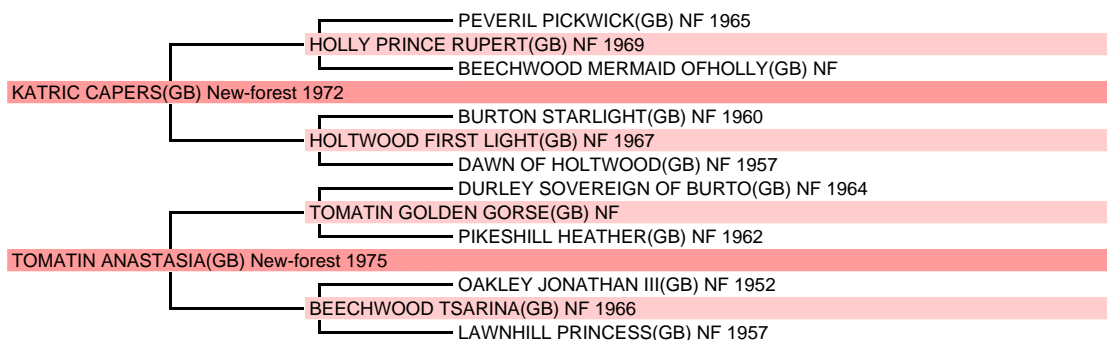 PEVERIL PICKWICK(GB) NF 1965
HOLLY PRINCE RUPERT(GB) NF 1969
BEECHWOOD MERMAID OFHOLLY(GB) NF
KATRIC CAPERS(GB) New-forest 1972
BURTON STARLIGHT(GB) NF 1960
HOLTWOOD FIRST LIGHT(GB) NF 1967
DAWN OF HOLTWOOD(GB) NF 1957
DURLEY SOVEREIGN OF BURTO(GB) NF 1964
TOMATIN GOLDEN GORSE(GB) NF
PIKESHILL HEATHER(GB) NF 1962
TOMATIN ANASTASIA(GB) New-forest 1975
OAKLEY JONATHAN III(GB) NF 1952
BEECHWOOD TSARINA(GB) NF 1966
LAWNHILL PRINCESS(GB) NF 1957